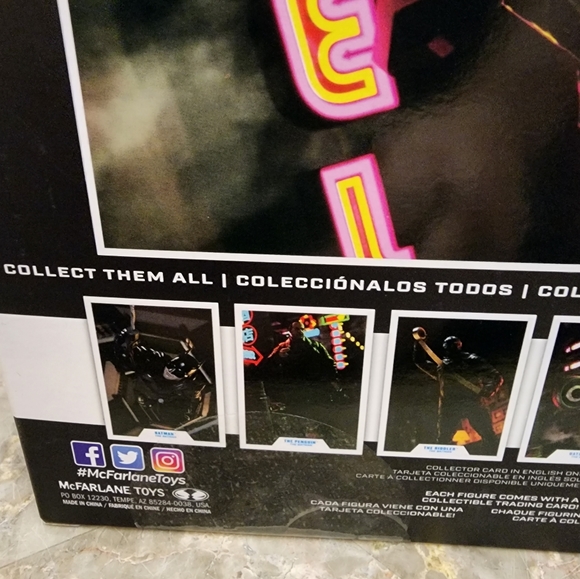 COLLECT THEM ALL | COLECCIÓNALOS TODOS | COL
BATMAN
THE PENGUIN
THE RIDDLER
#McFarlaneToys
McFARLANE TOYS
PO BOX 12230, TEMPE, AZ 85284-0038, USA
MADE IN CHINA / FABRIQUÉ EN CHINE / HECHO EN CHINA
COLLECTOR CARD IN ENGLISH ON
TARJETA COLECCIONABLE EN INGLÉS SOL
CARTE À COLLECTIONNER DISPONIBLE UNIQUEME
EACH FIGURE COMES WITH A
COLLECTIBLE TRADING CARD!
CADA FIGURA VIENE CON UNA
TARJETA COLECCIONABLE!
CHAQUE FIGURIN
CARTE À COL